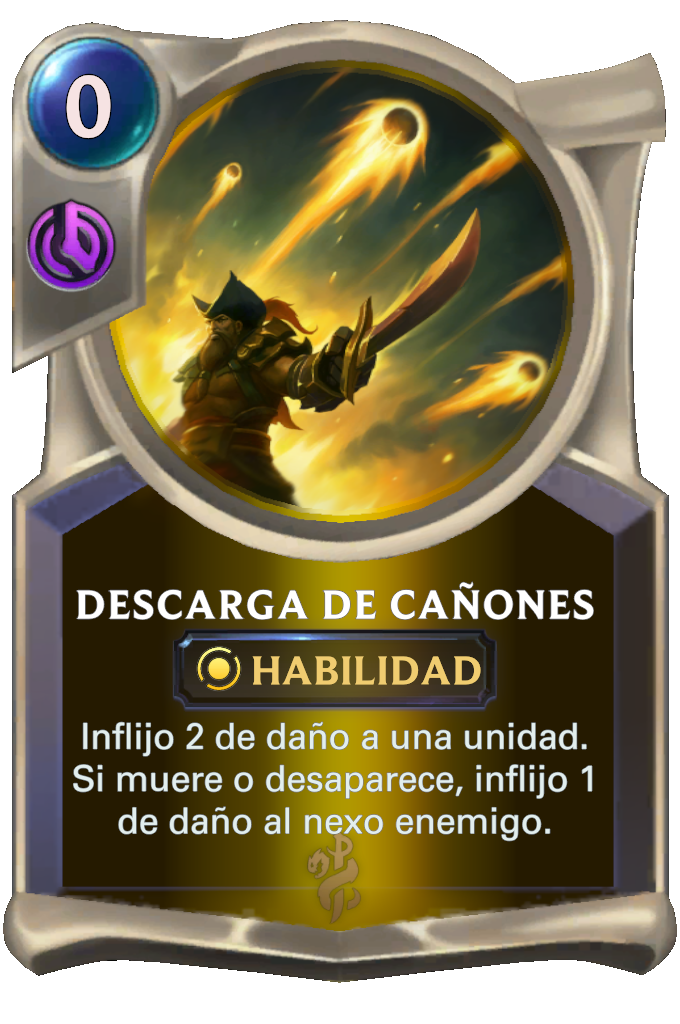 0
DESCARGA DE CAÑONES
HABILIDAD
Inflijo 2 de daño a una unidad.
Si muere o desaparece, inflijo 1
de daño al nexo enemigo.